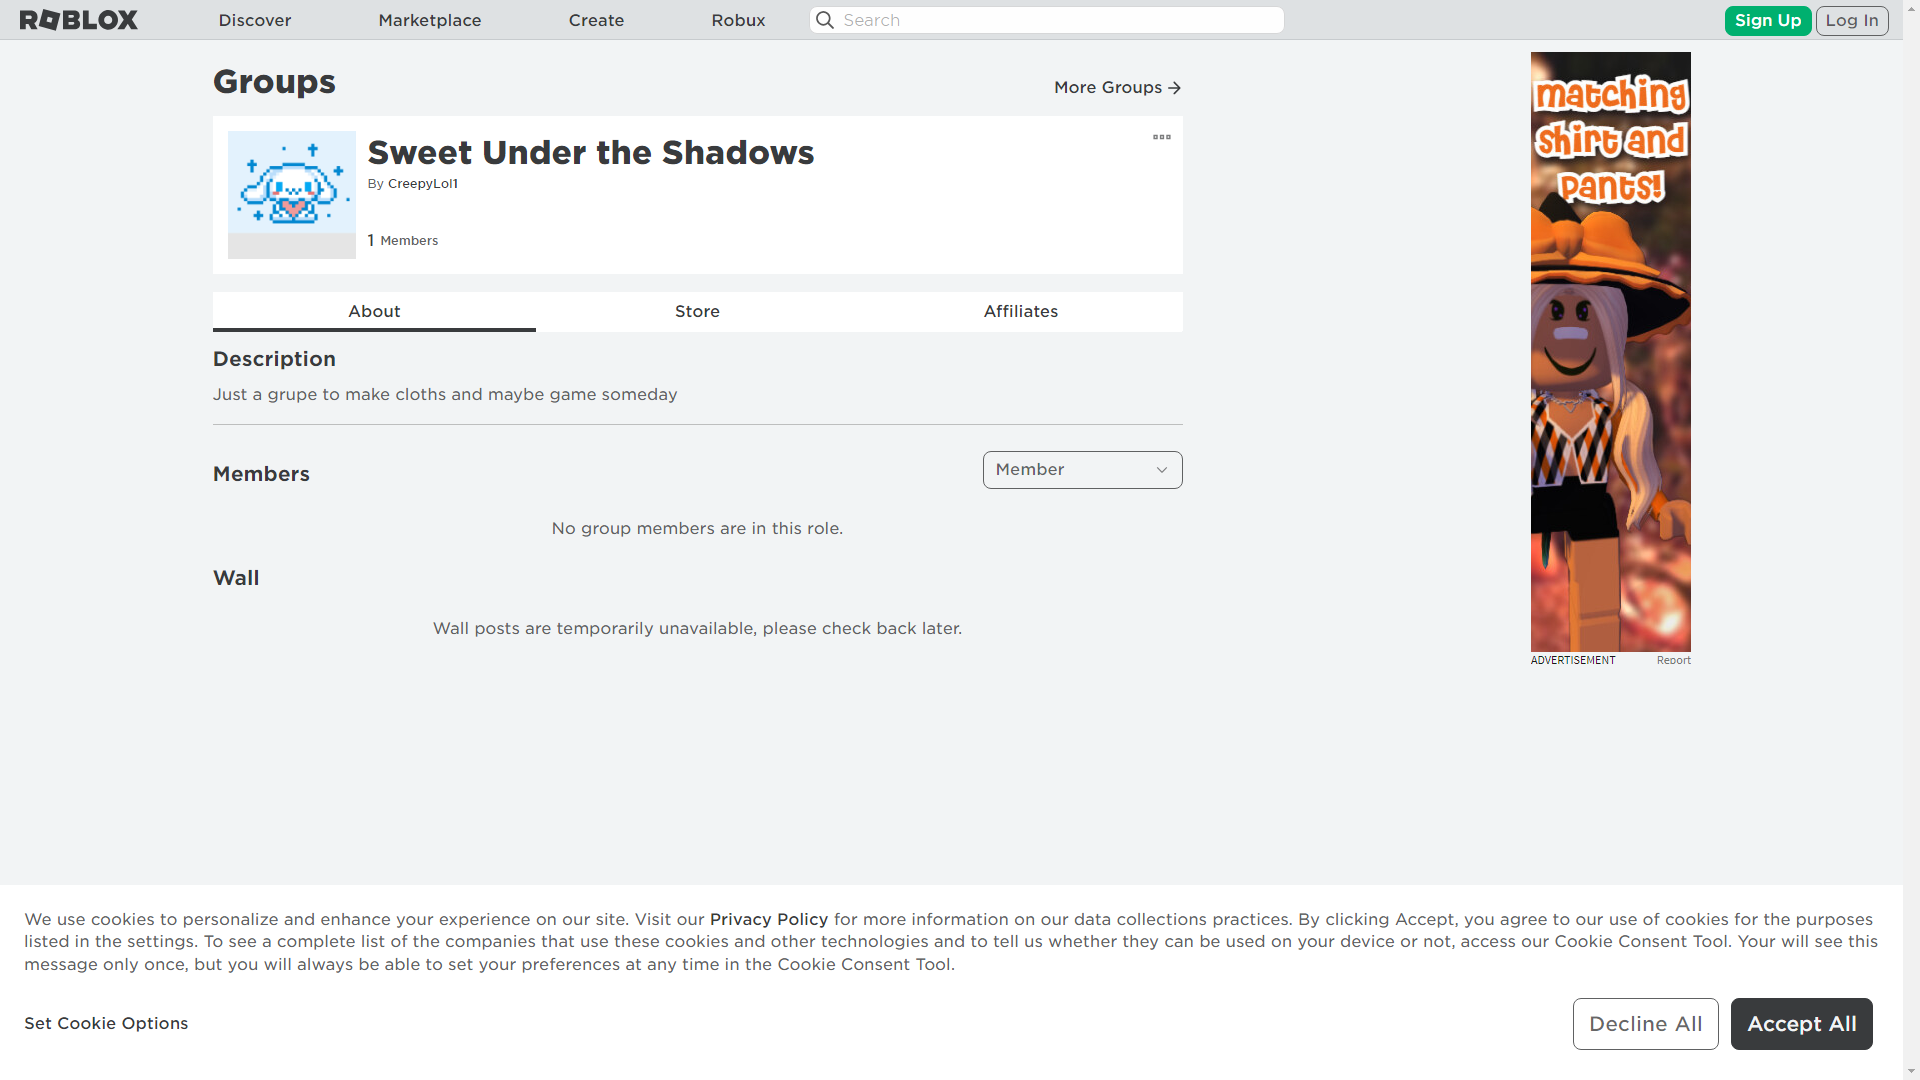 ROBLOX
Discover
Marketplace
Create
Robux
Search
Sign Up
Log In
Groups
More Groups
Sweet Under the Shadows
By CreepyLol1
1 Members
About
Store
Affiliates
Description
Just a grupe to make cloths and maybe game someday
Members
Member
No group members are in this role.
Wall
Wall posts are temporarily unavailable, please check back later.
matching
shirt and
pants!
ADVERTISEMENT
Report
We use cookies to personalize and enhance your experience on our site. Visit our Privacy Policy for more information on our data collections practices. By clicking Accept, you agree to our use of cookies for the purposes
listed in the settings. To see a complete list of the companies that use these cookies and other technologies and to tell us whether they can be used on your device or not, access our Cookie Consent Tool. Your will see this
message only once, but you will always be able to set your preferences at any time in the Cookie Consent Tool.
Set Cookie Options
Decline All
Accept All